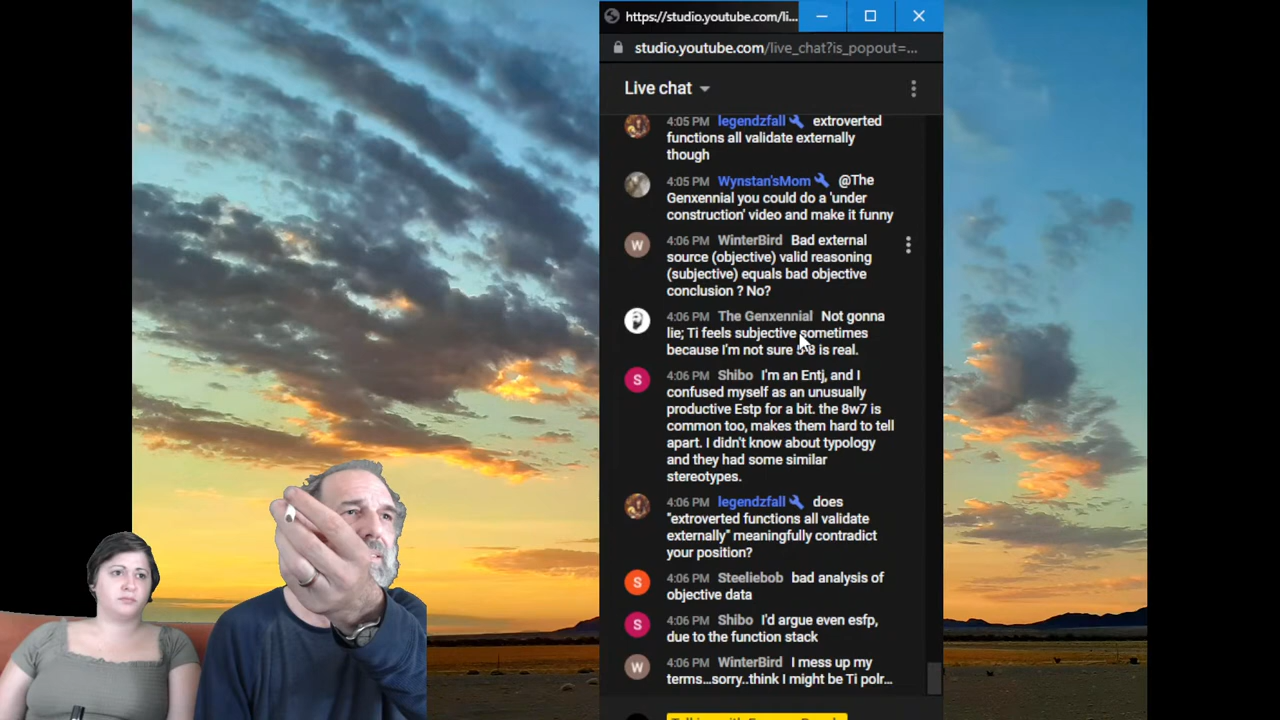 https://studio.youtube.com/li...
studio.youtube.com/live_chat?is_popout=...
Live chat
4:05 PM legendzfall extroverted
functions all validate externally
though
4:05 PM Wynstan'sMom @The
Genxennial you could do a 'under
construction' video and make it funny
W
4:06 PM WinterBird Bad external
source (objective) valid reasoning
(subjective) equals bad objective
conclusion ? No?
4:06 PM The Genxennial Not gonna
lie; Ti feels subjective sometimes
because I'm not sure is real.
S
4:06 PM Shibo I'm an Entj, and I
confused myself as an unusually
productive Estp for a bit. the 8w7 is
common too, makes them hard to tell
apart. I didn't know about typology
and they had some similar
stereotypes.
4:06 PM legendzfall does
"extroverted functions all validate
externally" meaningfully contradict
your position?
S
4:06 PM Steeliebob bad analysis of
objective data
S
4:06 PM Shibo I'd argue even esfp,
due to the function stack
W
4:06 PM WinterBird I mess up my
terms...sorry..think I might be Ti polr...